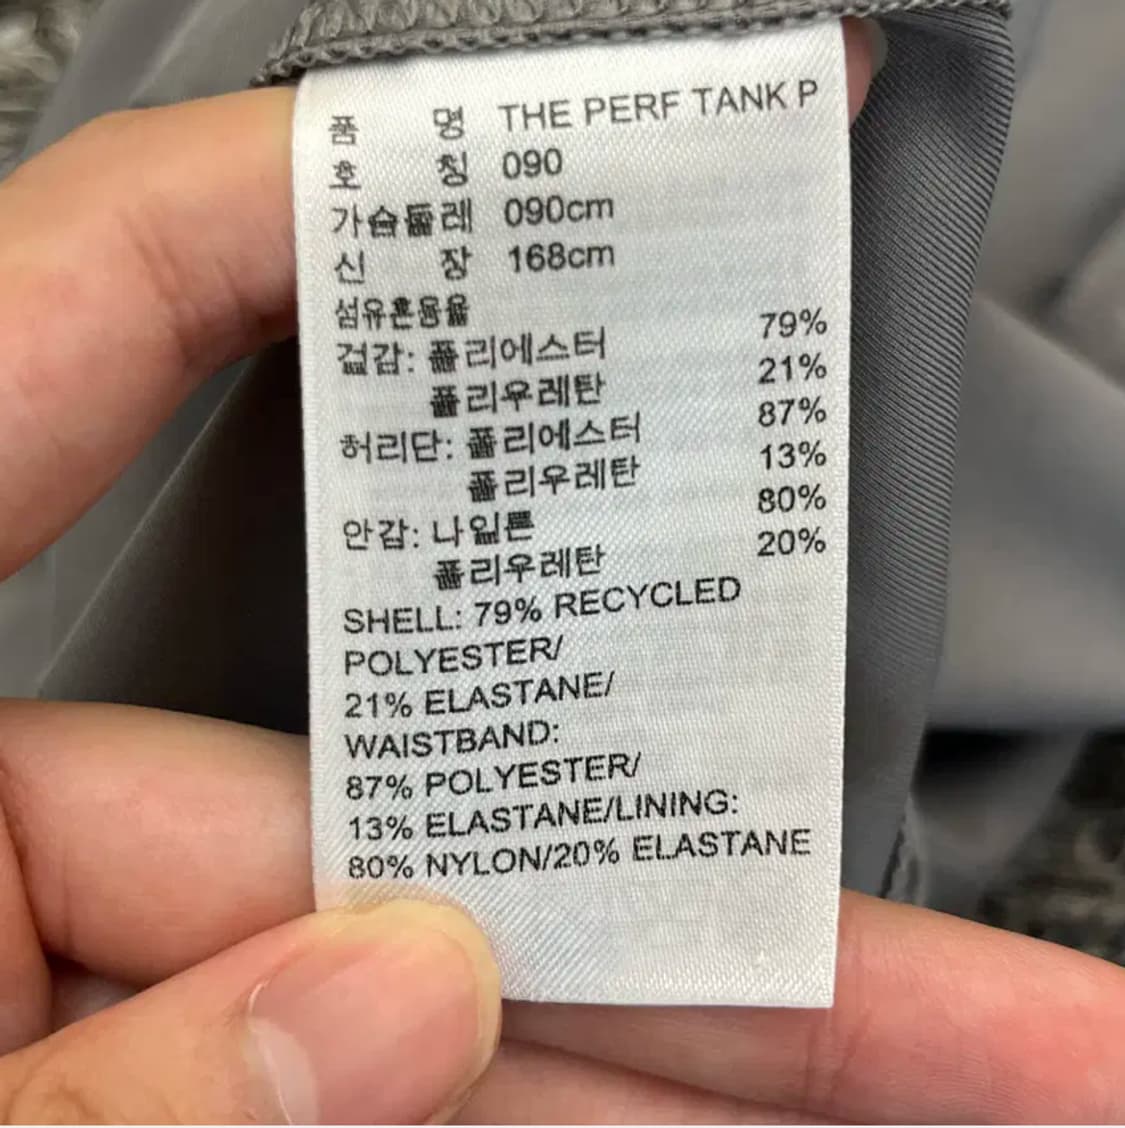 품 명 THE PERF TANK P
호 칭 090
가슴둘레 090cm
신 장 168cm
섬유혼용율
겉감: 폴리에스터 79%
폴리우레탄 21%
허리단: 폴리에스터 87%
폴리우레탄 13%
안감: 나일론 80%
폴리우레탄 20%
SHELL: 79% RECYCLED
POLYESTER/
21% ELASTANE/
WAISTBAND:
87% POLYESTER/
13% ELASTANE/LINING:
80% NYLON/20% ELASTANE